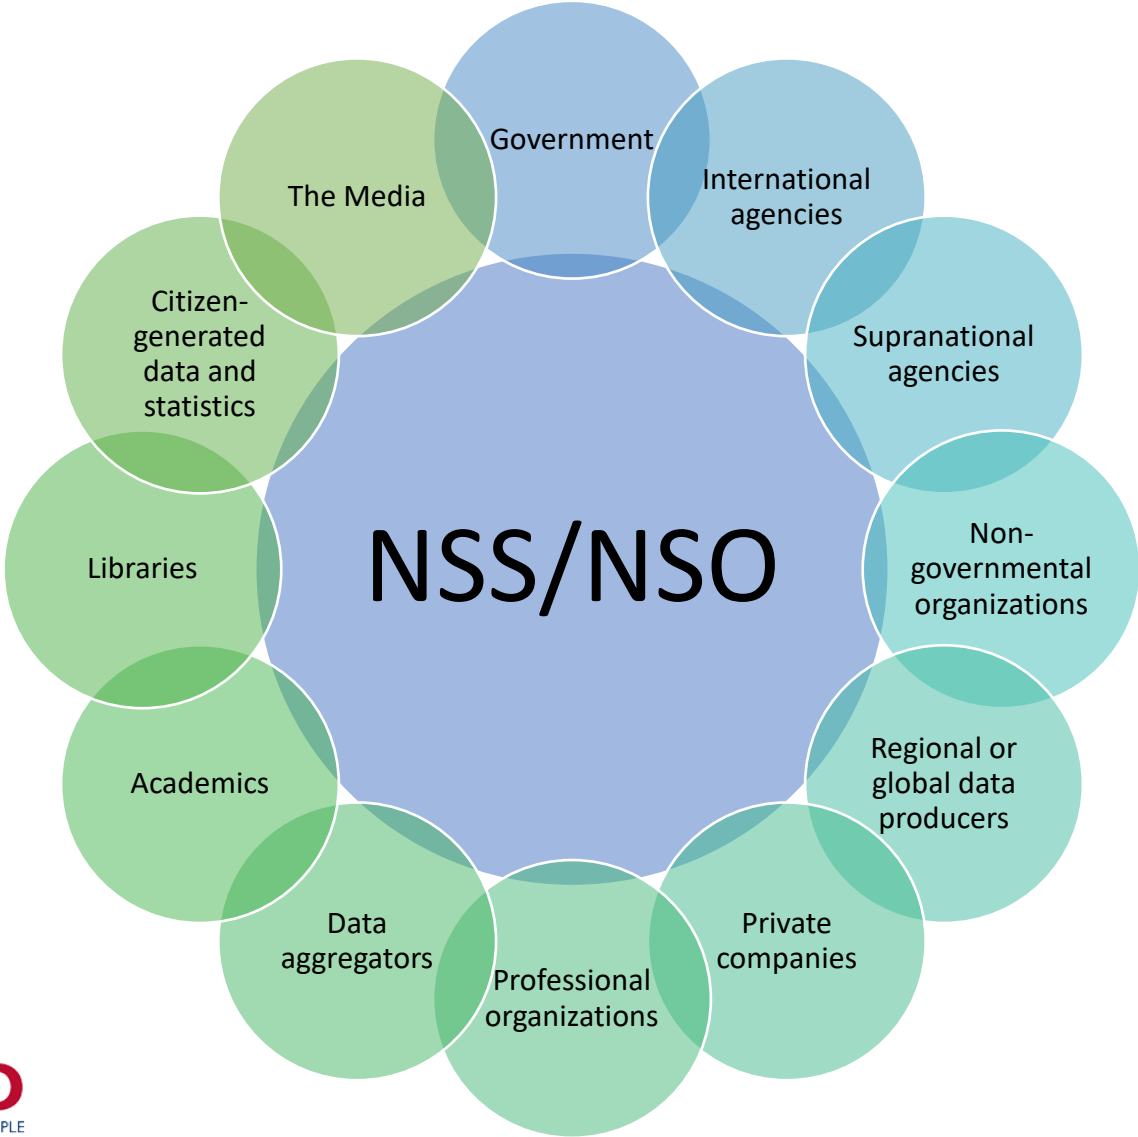 Government
International
agencies
Supranational
agencies
Non-
governmental
organizations
Regional or
global data
producers
Private
companies
Professional
organizations
Data
aggregators
Academics
Libraries
Citizen-
generated
data and
statistics
The Media
NSS/NSO